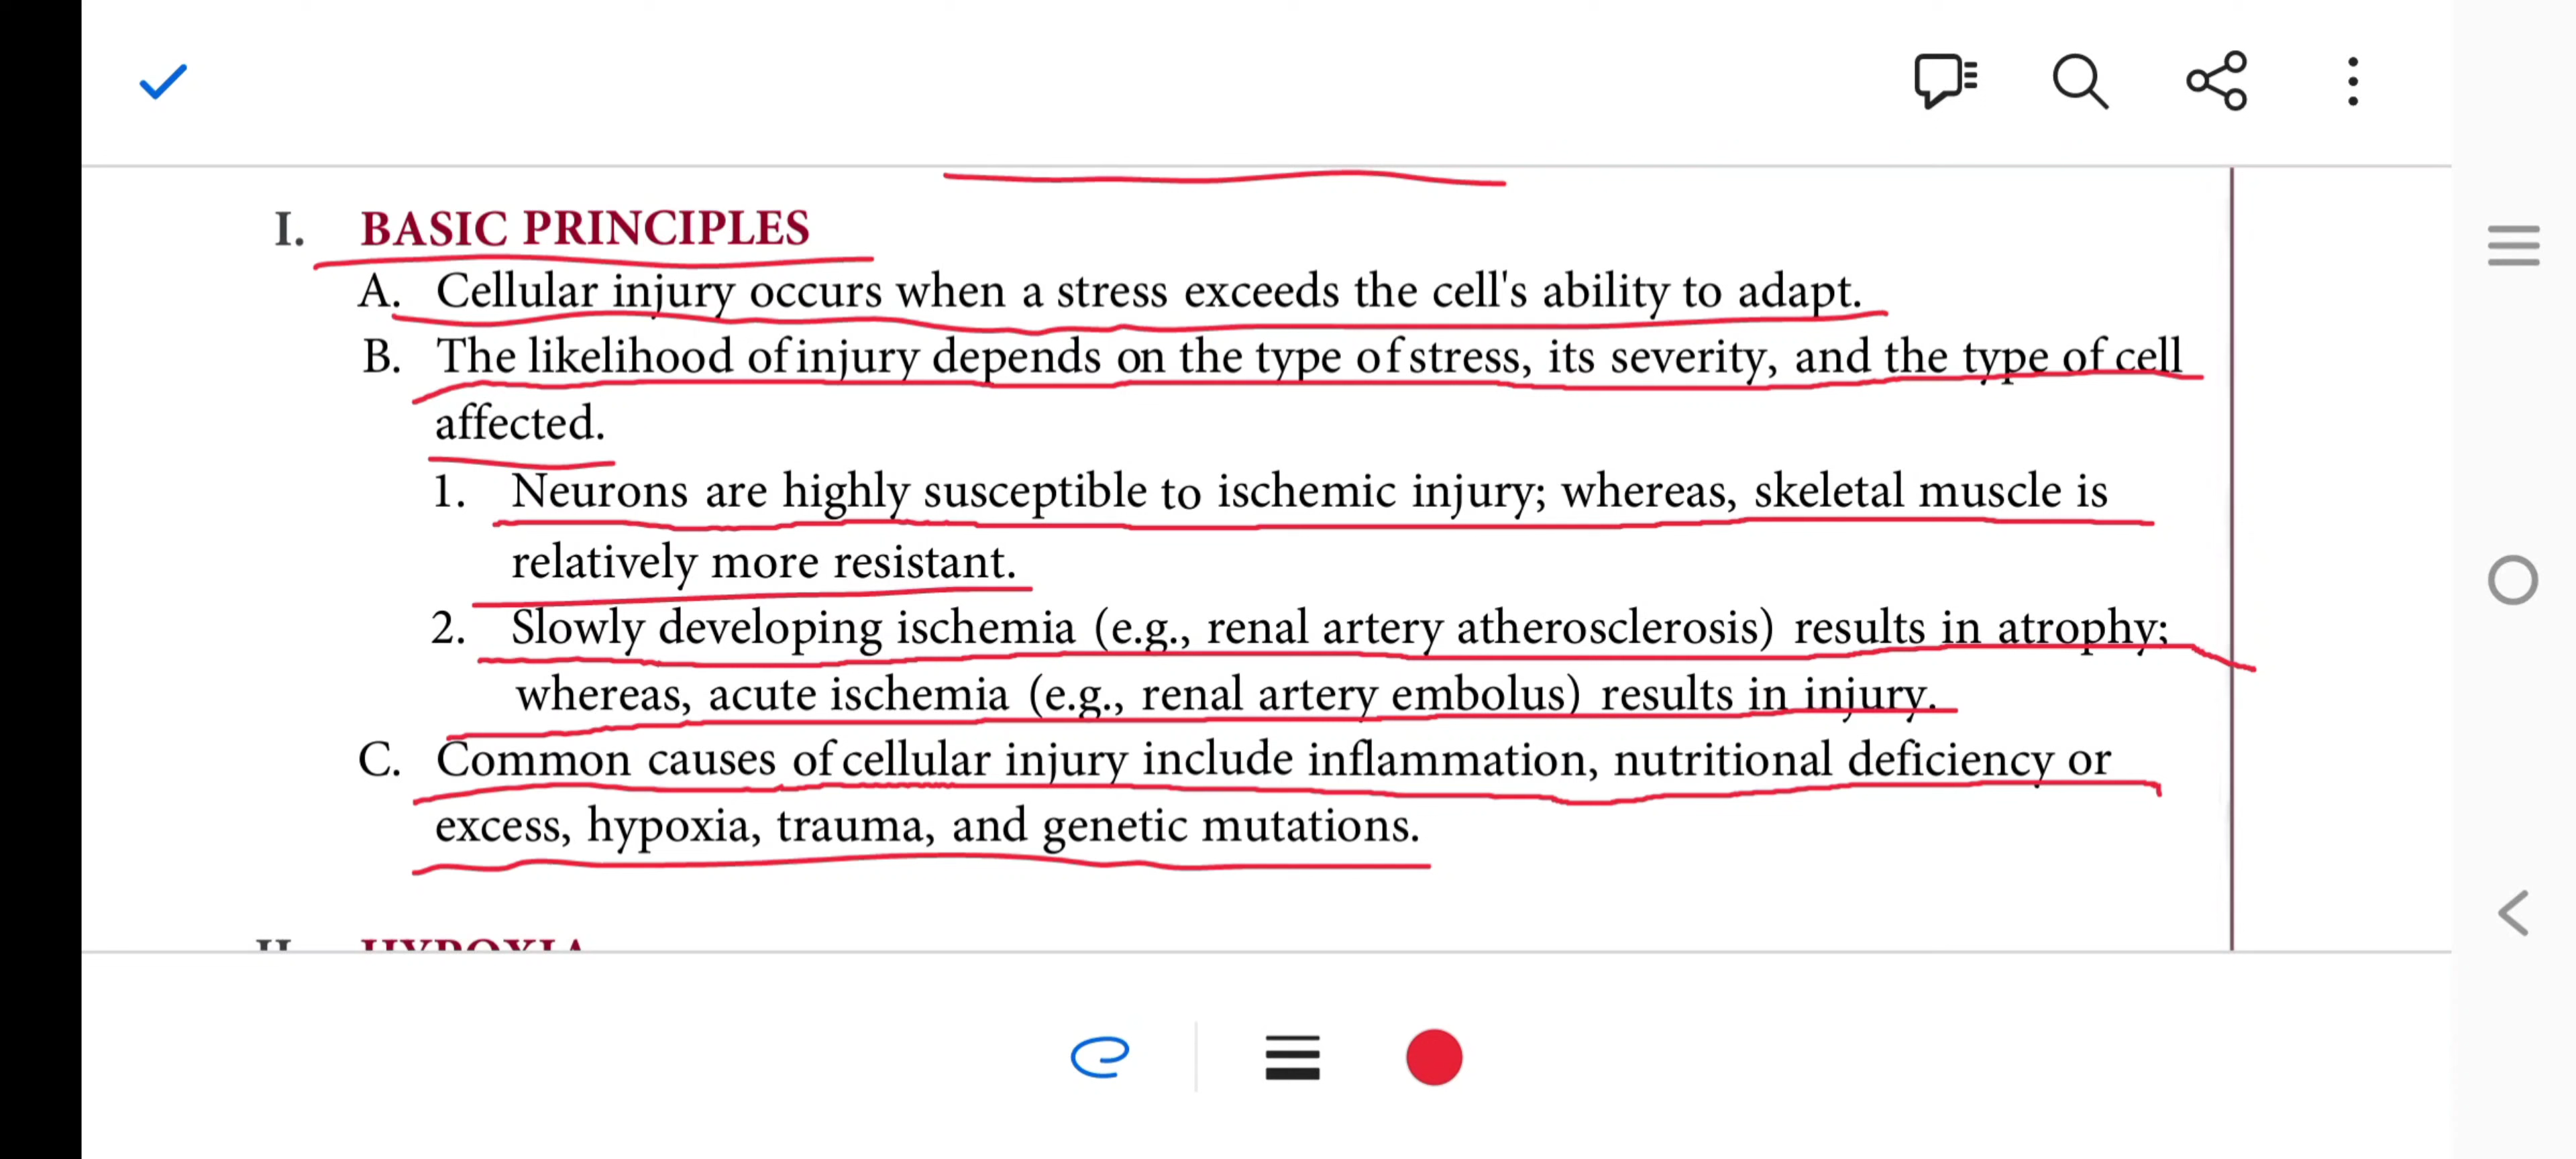 I. BASIC PRINCIPLES
A. Cellular injury occurs when a stress exceeds the cell's ability to adapt.
B. The likelihood of injury depends on the type of stress, its severity, and the type of cell
affected.
1. Neurons are highly susceptible to ischemic injury; whereas, skeletal muscle is
relatively more resistant.
2. Slowly developing ischemia (e.g., renal artery atherosclerosis) results in atrophy;
whereas, acute ischemia (e.g., renal artery embolus) results in injury.
C. Common causes of cellular injury include inflammation, nutritional deficiency or
excess, hypoxia, trauma, and genetic mutations.
II. HYPOXIA